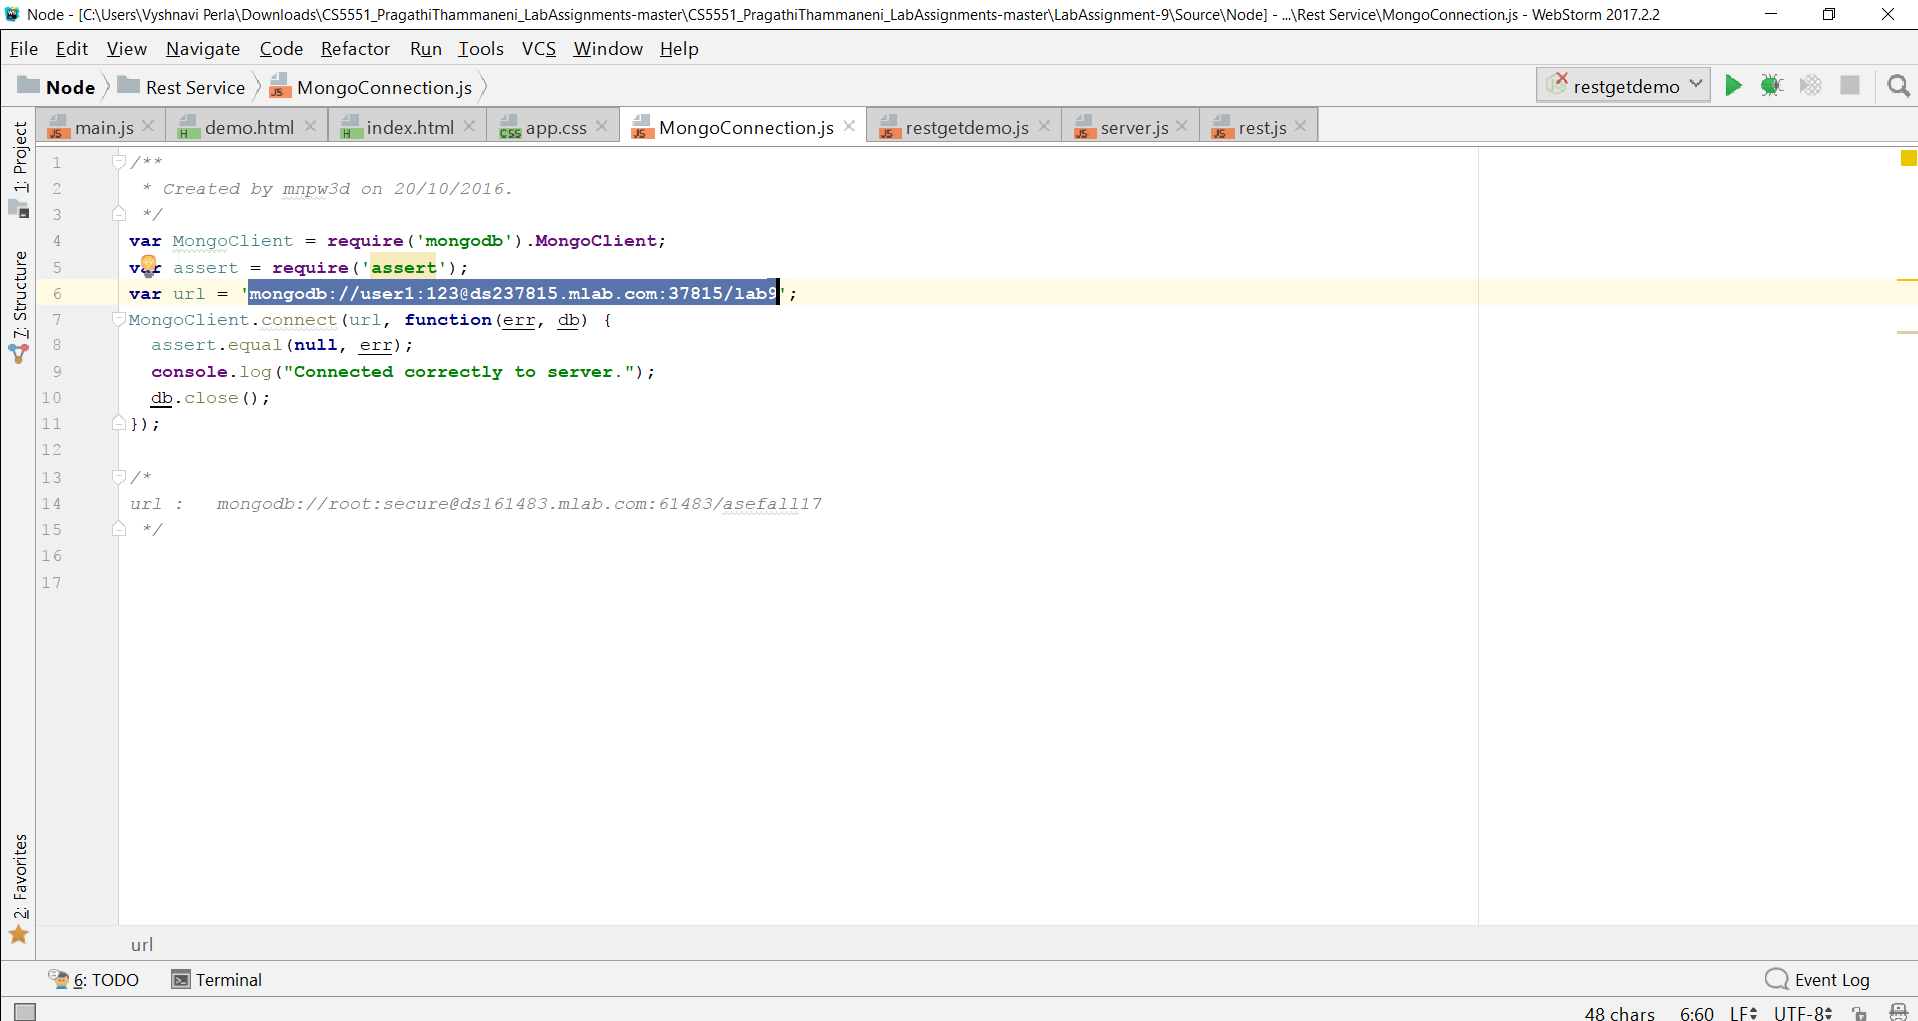 Node - [C:\Users\Vyshnavi Perla\Downloads\CS5551_PragathiThammaneni_LabAssignments-master\CS5551_PragathiThammaneni_LabAssignments-master\LabAssignment-9\Source\Node] - ...\Rest Service\MongoConnection.js - WebStorm 2017.2.2
File Edit View Navigate Code Refactor Run Tools VCS Window Help
Node Rest Service MongoConnection.js restgetdemo
main.js demo.html index.html app.css MongoConnection.js restgetdemo.js server.js rest.js
1: Project
7: Structure
2: Favorites
1 /**
2 * Created by mnpw3d on 20/10/2016.
3 */
4 var MongoClient = require('mongodb').MongoClient;
5 var assert = require('assert');
6 var url = 'mongodb://user1:123@ds237815.mlab.com:37815/lab9';
7 MongoClient.connect(url, function(err, db) {
8 assert.equal(null, err);
9 console.log("Connected correctly to server.");
10 db.close();
11 });
12
13 /*
14 url : mongodb://root:secure@ds161483.mlab.com:61483/asefall17
15 */
16
17
url
6: TODO Terminal Event Log
48 chars 6:60 LF UTF-8